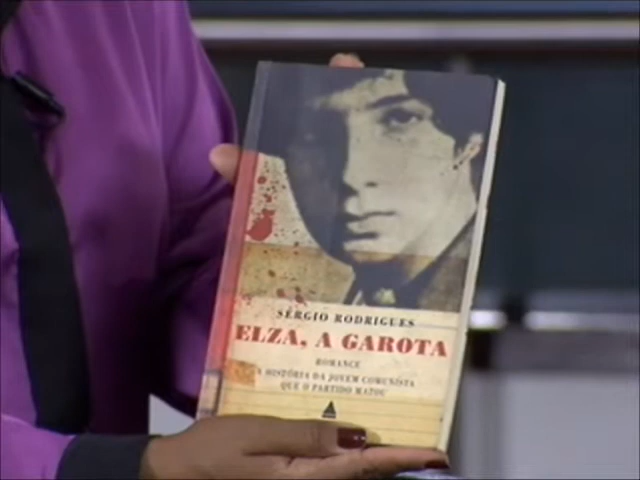 SÉRGIO RODRIGUES
ELZA, A GAROTA
ROMANCE
A HISTÓRIA DA JOVEM COMUNISTA
QUE O PARTIDO MATOU